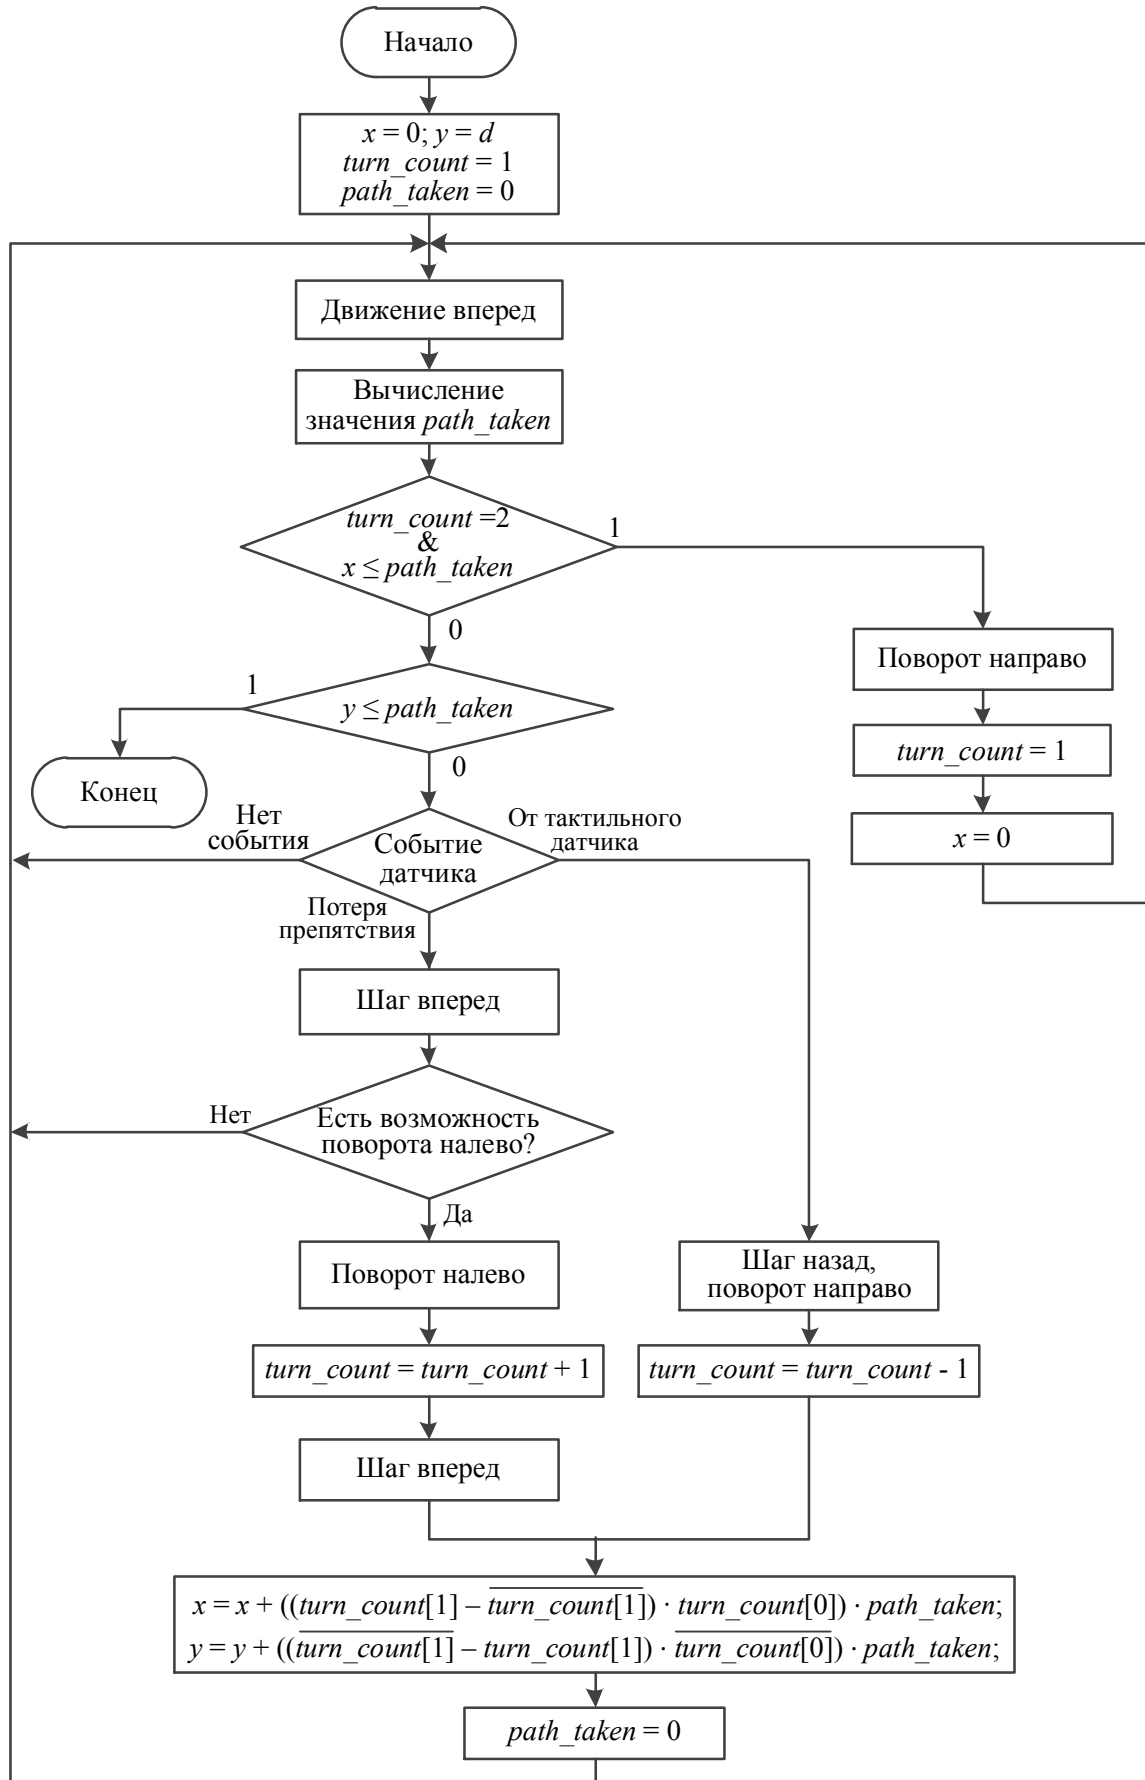 Начало
x = 0; y = d
turn_count = 1
path_taken = 0
Движение вперед
Вычисление
значения path_taken
turn_count =2
&
x ≤ path_taken
1
0
Поворот направо
1
y ≤ path_taken
turn_count = 1
0
Конец
x = 0
Нет
события
От тактильного
датчика
Событие
датчика
Потеря
препятствия
Шаг вперед
Нет
Есть возможность
поворота налево?
Да
Поворот налево
Шаг назад,
поворот направо
turn_count = turn_count + 1
turn_count = turn_count - 1
Шаг вперед
x = x + ((turn_count[1] – \overline{turn_count[1]}) · turn_count[0]) · path_taken;
y = y + ((\overline{turn_count[1]} – turn_count[1]) · \overline{turn_count[0]}) · path_taken;
path_taken = 0